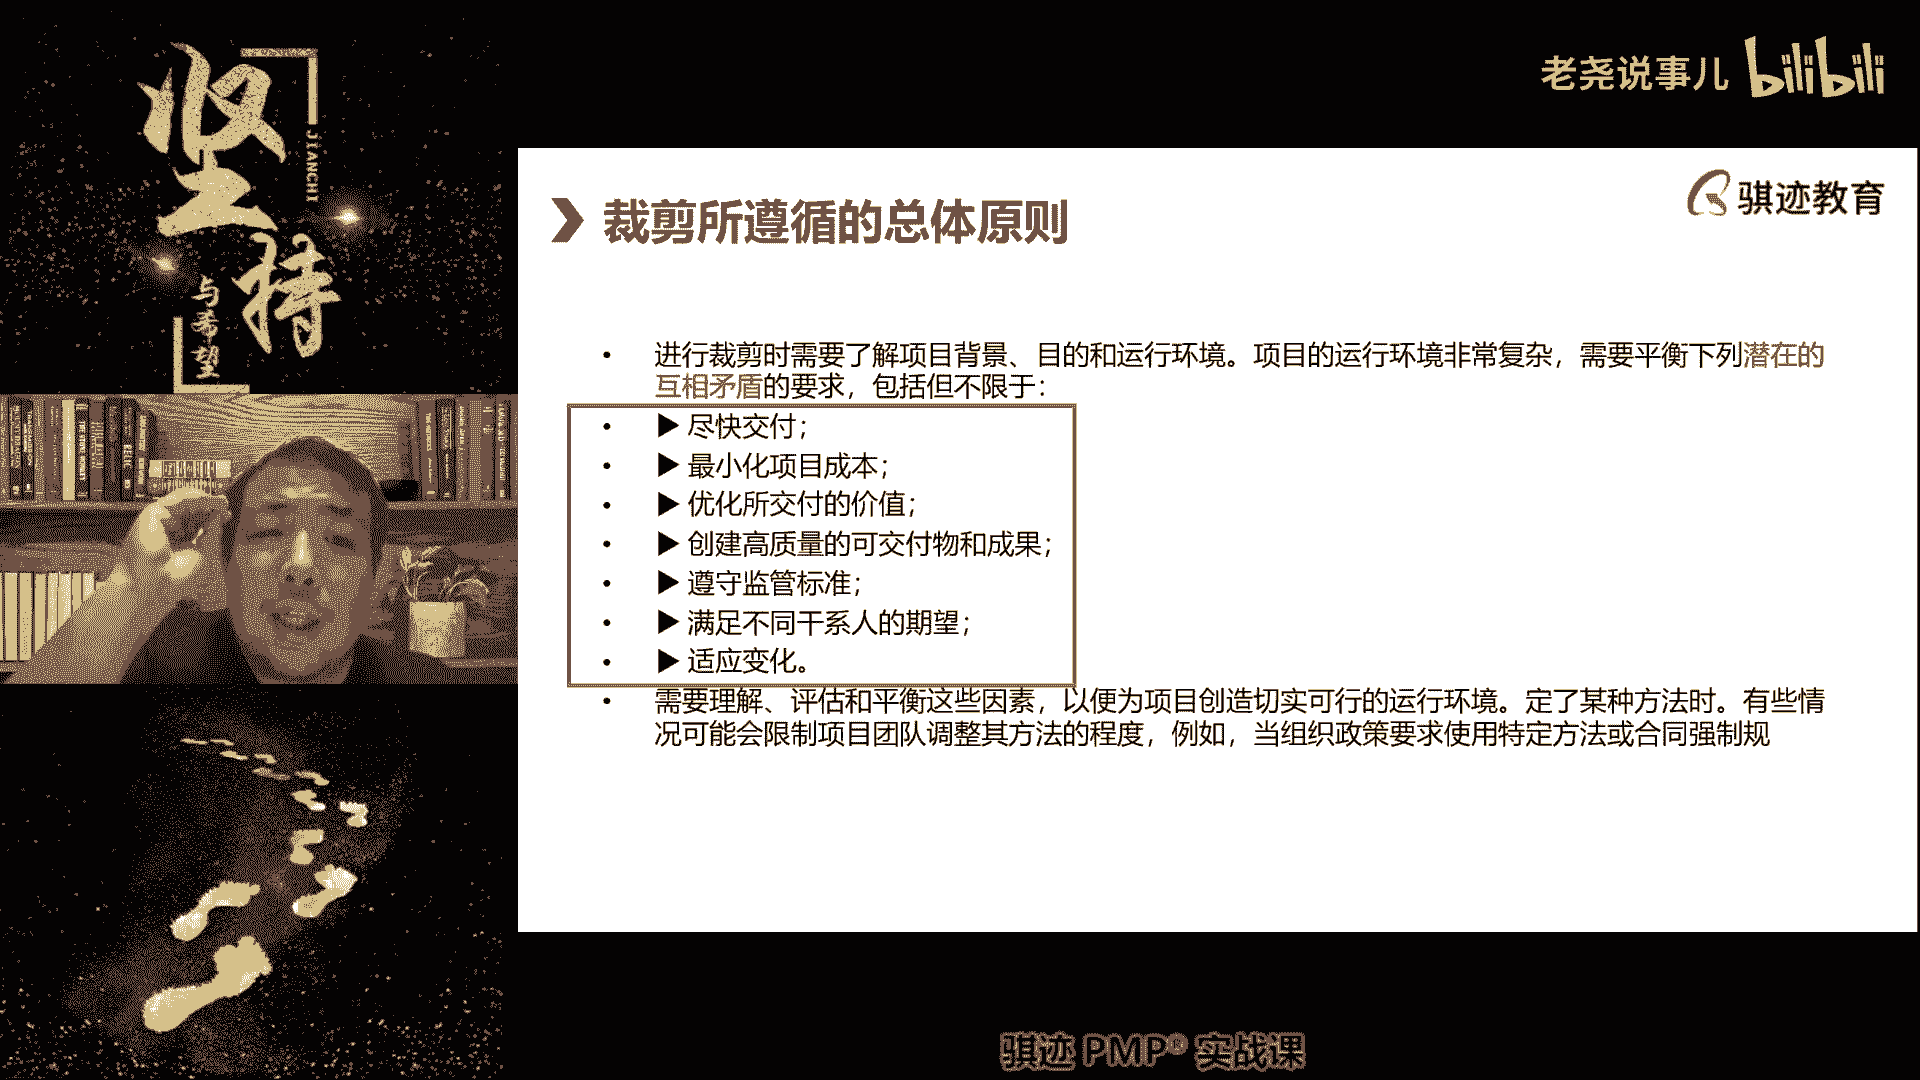 坚持
JIANCHI
与希望
老尧说事儿 bilibili
骐迹教育
裁剪所遵循的总体原则
• 进行裁剪时需要了解项目背景、目的和运行环境。项目的运行环境非常复杂，需要平衡下列潜在的
互相矛盾的要求，包括但不限于：
• ▶ 尽快交付；
• ▶ 最小化项目成本；
• ▶ 优化所交付的价值；
• ▶ 创建高质量的可交付物和成果；
• ▶ 遵守监管标准；
• ▶ 满足不同干系人的期望；
• ▶ 适应变化。
• 需要理解、评估和平衡这些因素，以便为项目创造切实可行的运行环境。定了某种方法时。有些情
况可能会限制项目团队调整其方法的程度，例如，当组织政策要求使用特定方法或合同强制规
骐迹 PMP® 实战课